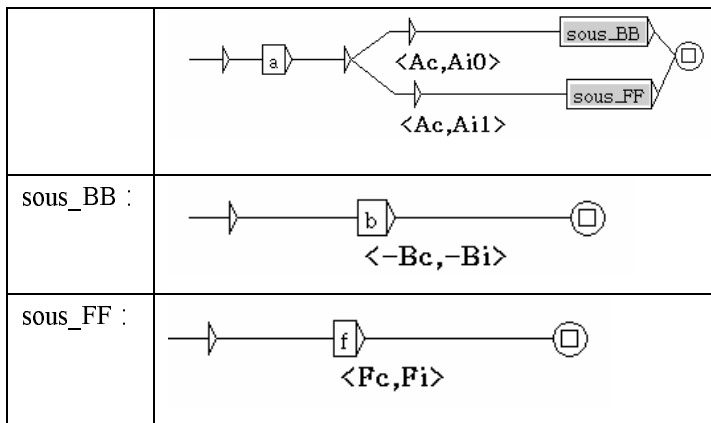 sous_BB
a
<Ac,Ai0>
sous_FF
<Ac,Ai1>
sous_BB :
b
<-Bc,-Bi>
sous_FF :
f
<Fc,Fi>